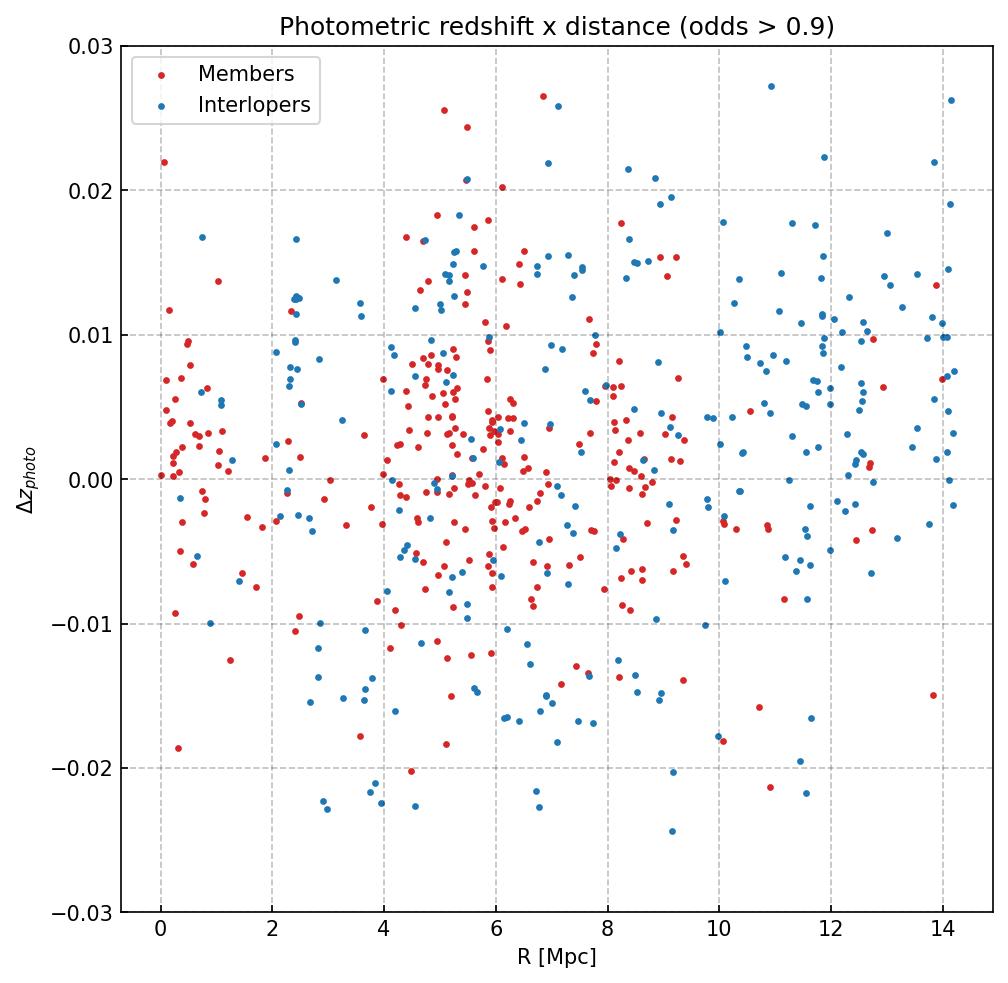 Photometric redshift x distance (odds > 0.9)
Members
Interlopers
0.03
0.02
0.01
0.00
−0.01
−0.02
−0.03
Δz_photo
0 2 4 6 8 10 12 14
R [Mpc]